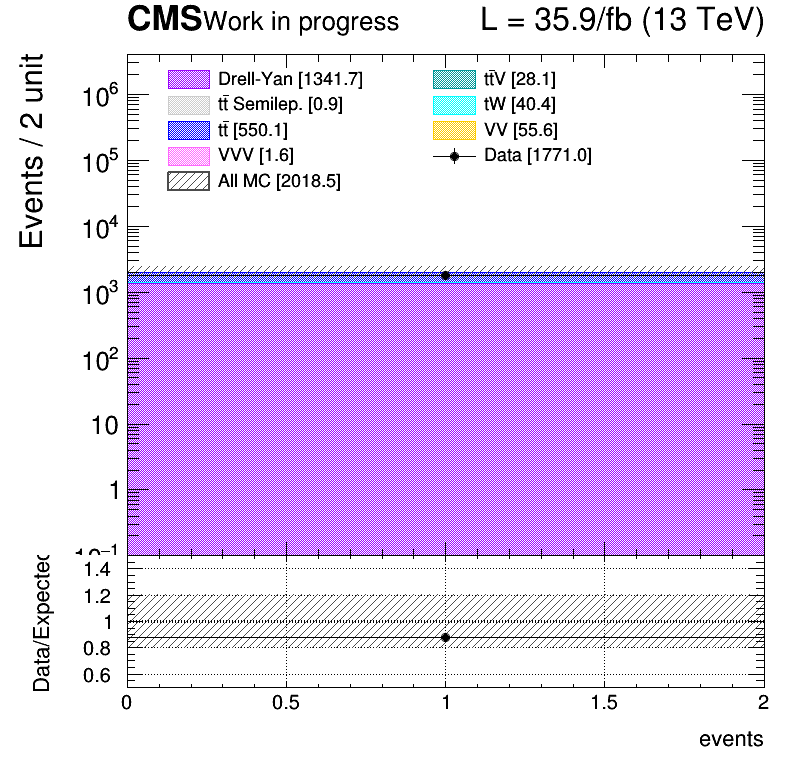 CMS Work in progress L = 35.9/fb (13 TeV)
Events / 2 unit
Drell-Yan [1341.7]
tt̄ Semilep. [0.9]
tt̄ [550.1]
VVV [1.6]
All MC [2018.5]
tt̄V [28.1]
tW [40.4]
VV [55.6]
Data [1771.0]
10⁶
10⁵
10⁴
10³
10²
10
1
10⁻¹
Data/Expected
1.4
1.2
1
0.8
0.6
0 0.5 1 1.5 2
events